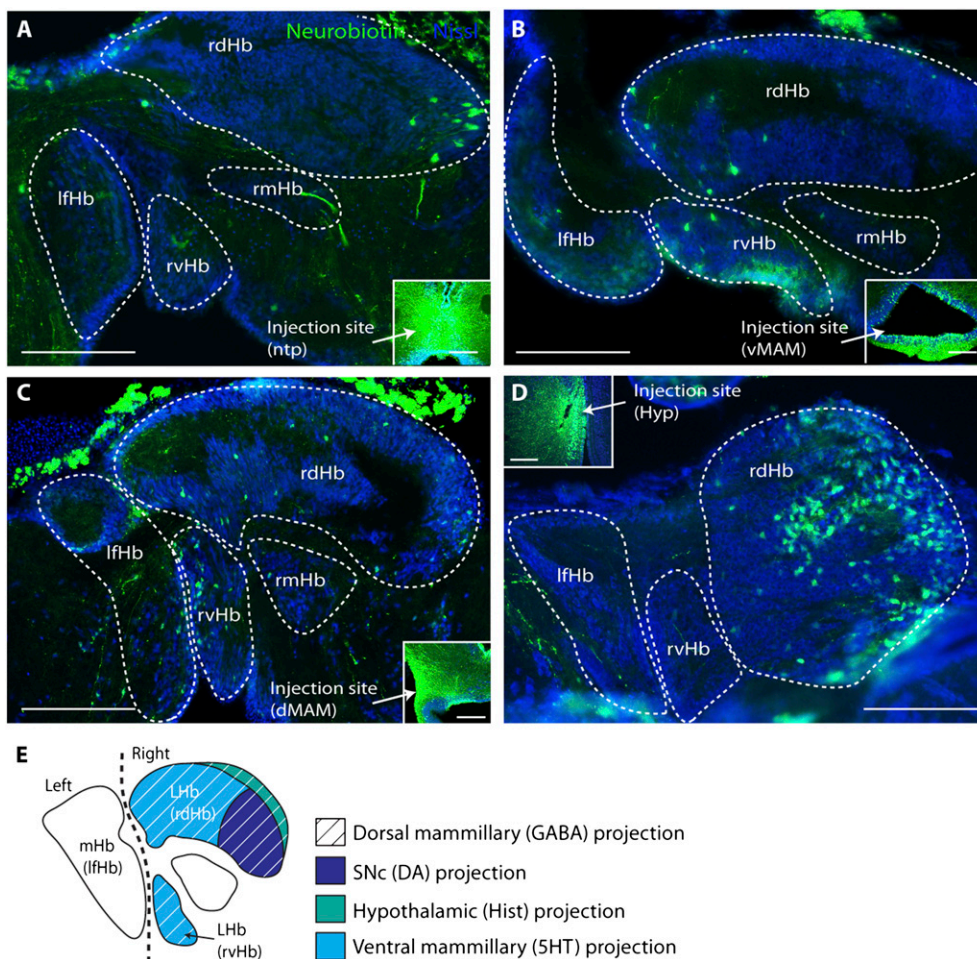 A
rdHb
Neurobiotin Nissl
lfHb
rvHb
rmHb
Injection site
(ntp)
B
rdHb
lfHb
rvHb
rmHb
Injection site
(vMAM)
C
rdHb
lfHb
rvHb
rmHb
Injection site
(dMAM)
D
Injection site
(Hyp)
rdHb
lfHb
rvHb
E
Right
Left
LHb
(rdHb)
mHb
(lfHb)
LHb
(rvHb)
Dorsal mammillary (GABA) projection
SNc (DA) projection
Hypothalamic (Hist) projection
Ventral mammillary (5HT) projection